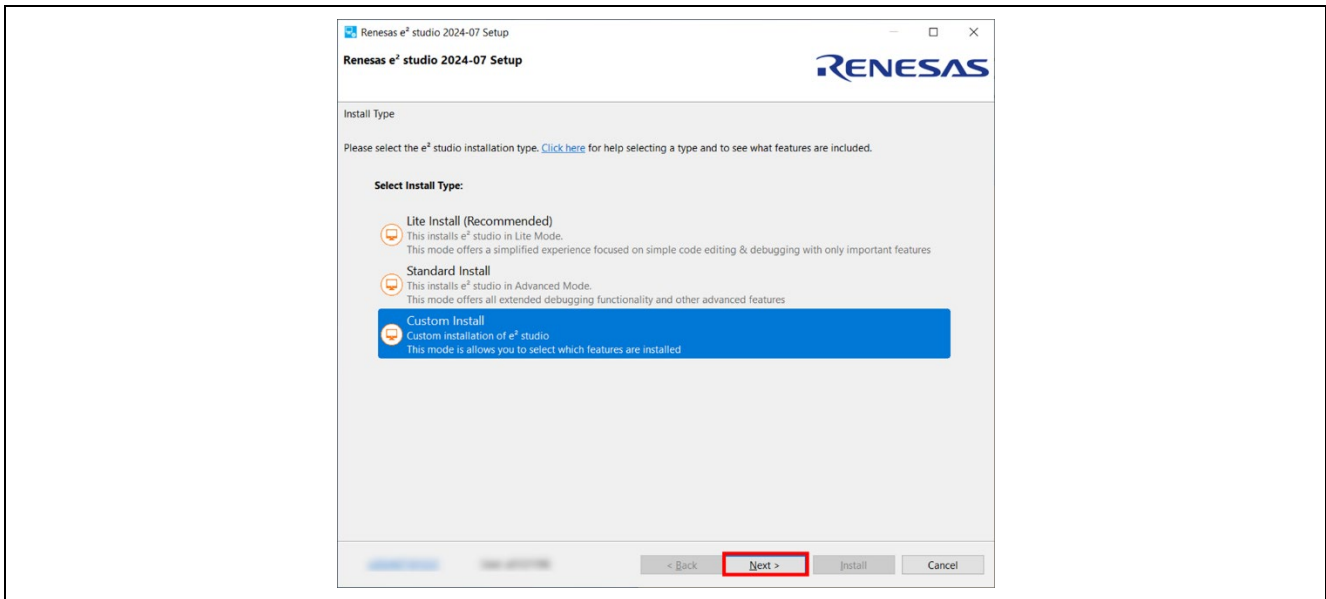 Renesas e² studio 2024-07 Setup
Renesas e² studio 2024-07 Setup
RENESAS
Install Type
Please select the e² studio installation type. Click here for help selecting a type and to see what features are included.
Select Install Type:
Lite Install (Recommended)
This installs e² studio in Lite Mode.
This mode offers a simplified experience focused on simple code editing & debugging with only important features
Standard Install
This installs e² studio in Advanced Mode.
This mode offers all extended debugging functionality and other advanced features
Custom Install
Custom installation of e² studio
This mode is allows you to select which features are installed
< Back Next > Install Cancel